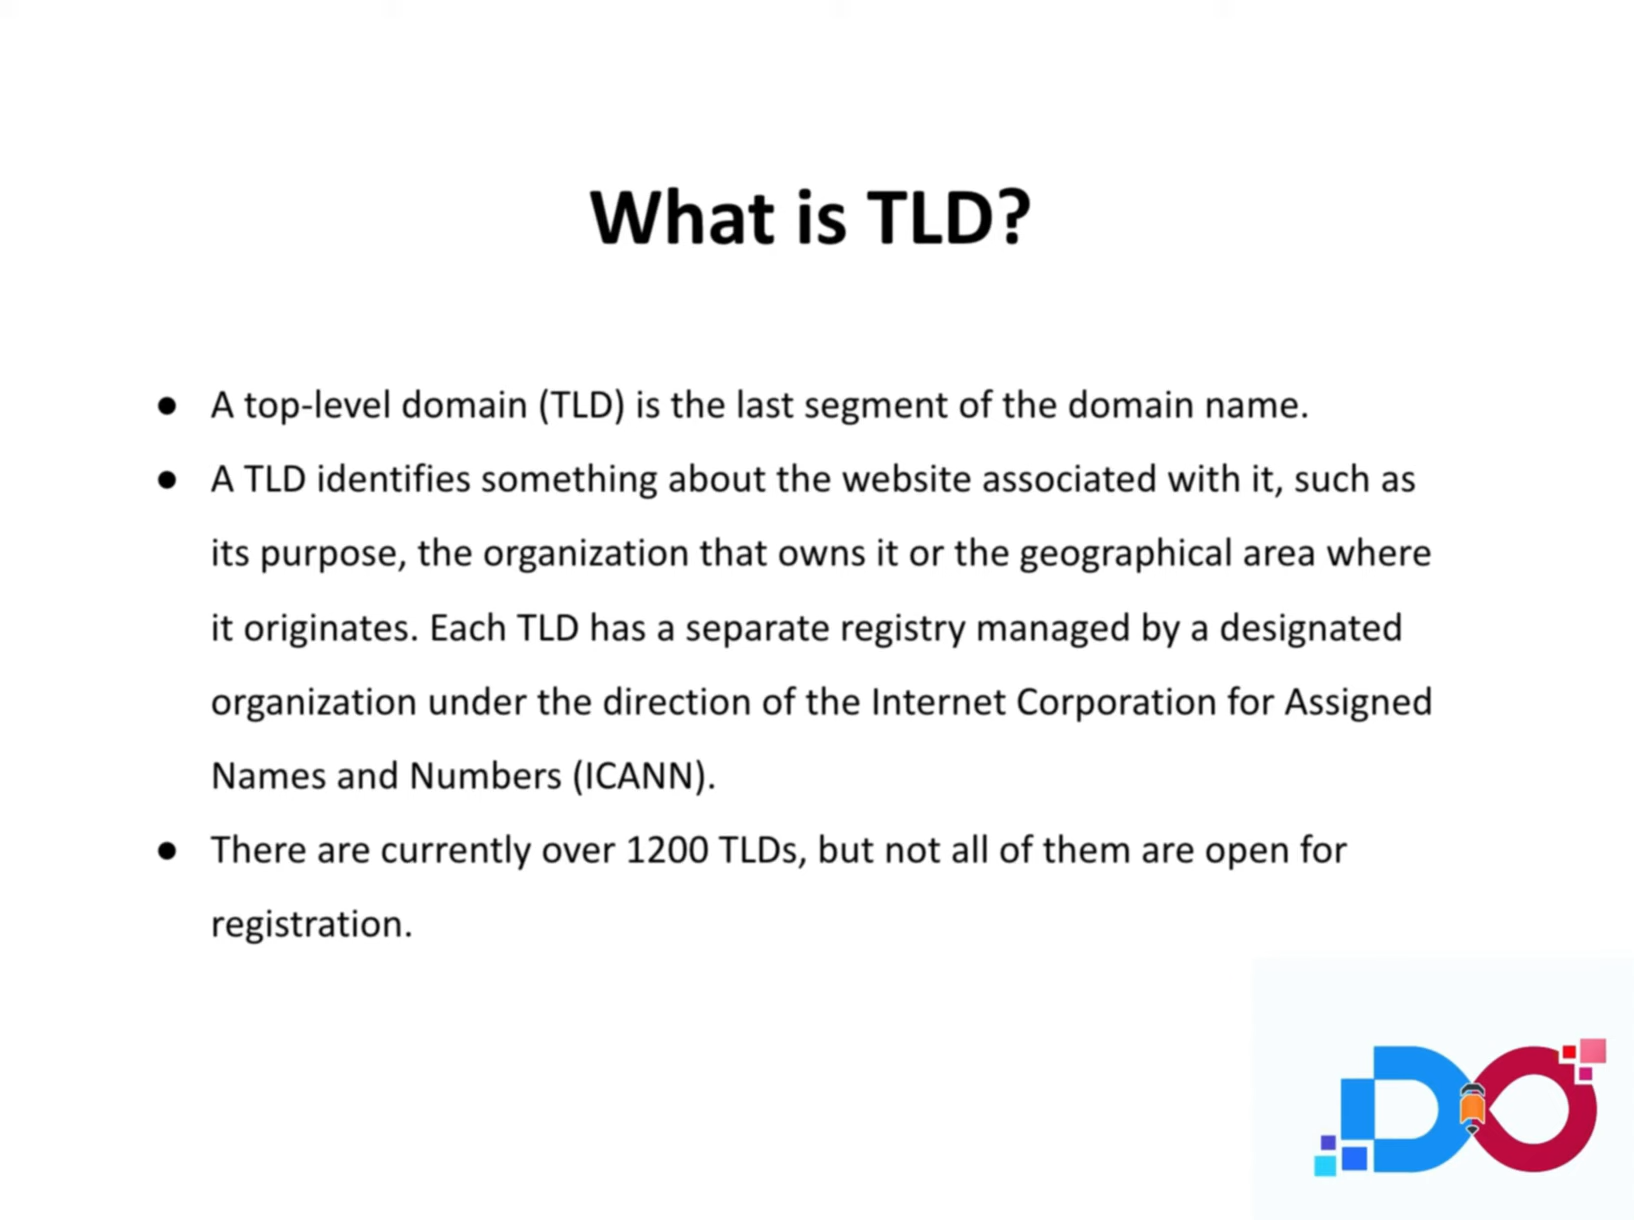 What is TLD?
● A top-level domain (TLD) is the last segment of the domain name.
● A TLD identifies something about the website associated with it, such as
its purpose, the organization that owns it or the geographical area where
it originates. Each TLD has a separate registry managed by a designated
organization under the direction of the Internet Corporation for Assigned
Names and Numbers (ICANN).
● There are currently over 1200 TLDs, but not all of them are open for
registration.
DO